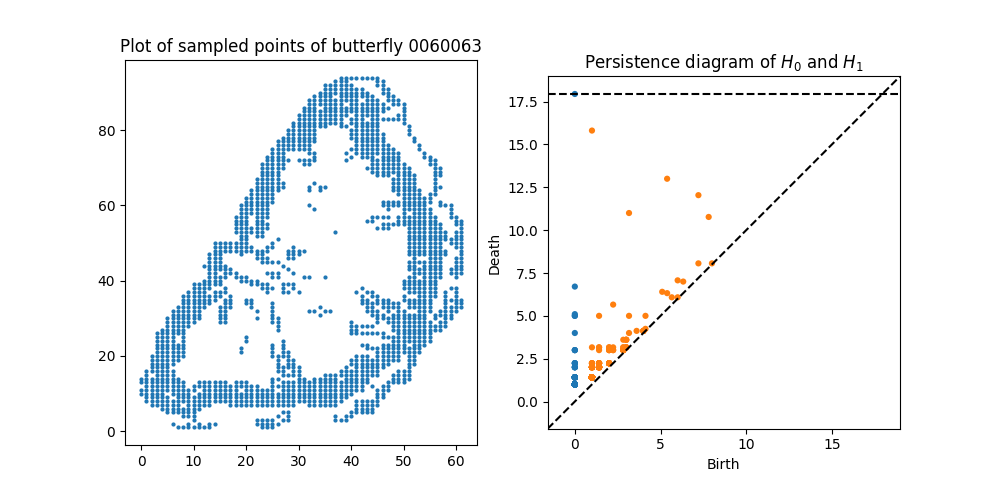 Plot of sampled points of butterfly 0060063
80
60
40
20
0
0 10 20 30 40 50 60
Persistence diagram of H₀ and H₁
17.5
15.0
12.5
10.0
7.5
5.0
2.5
0.0
Death
0 5 10 15
Birth